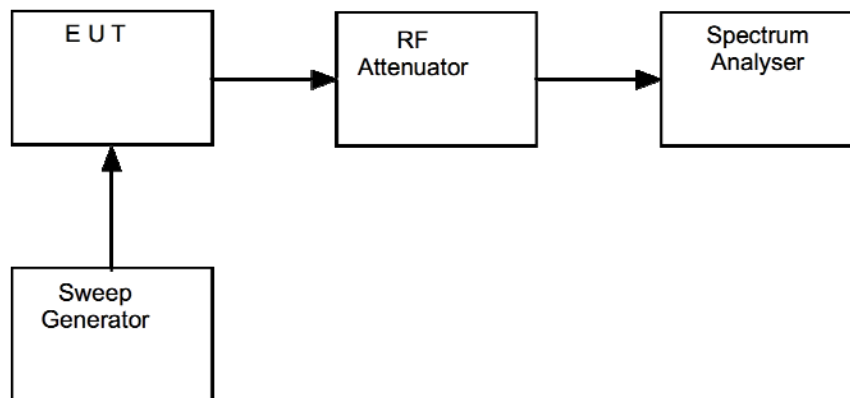 E U T
RF
Attenuator
Spectrum
Analyser
Sweep
Generator